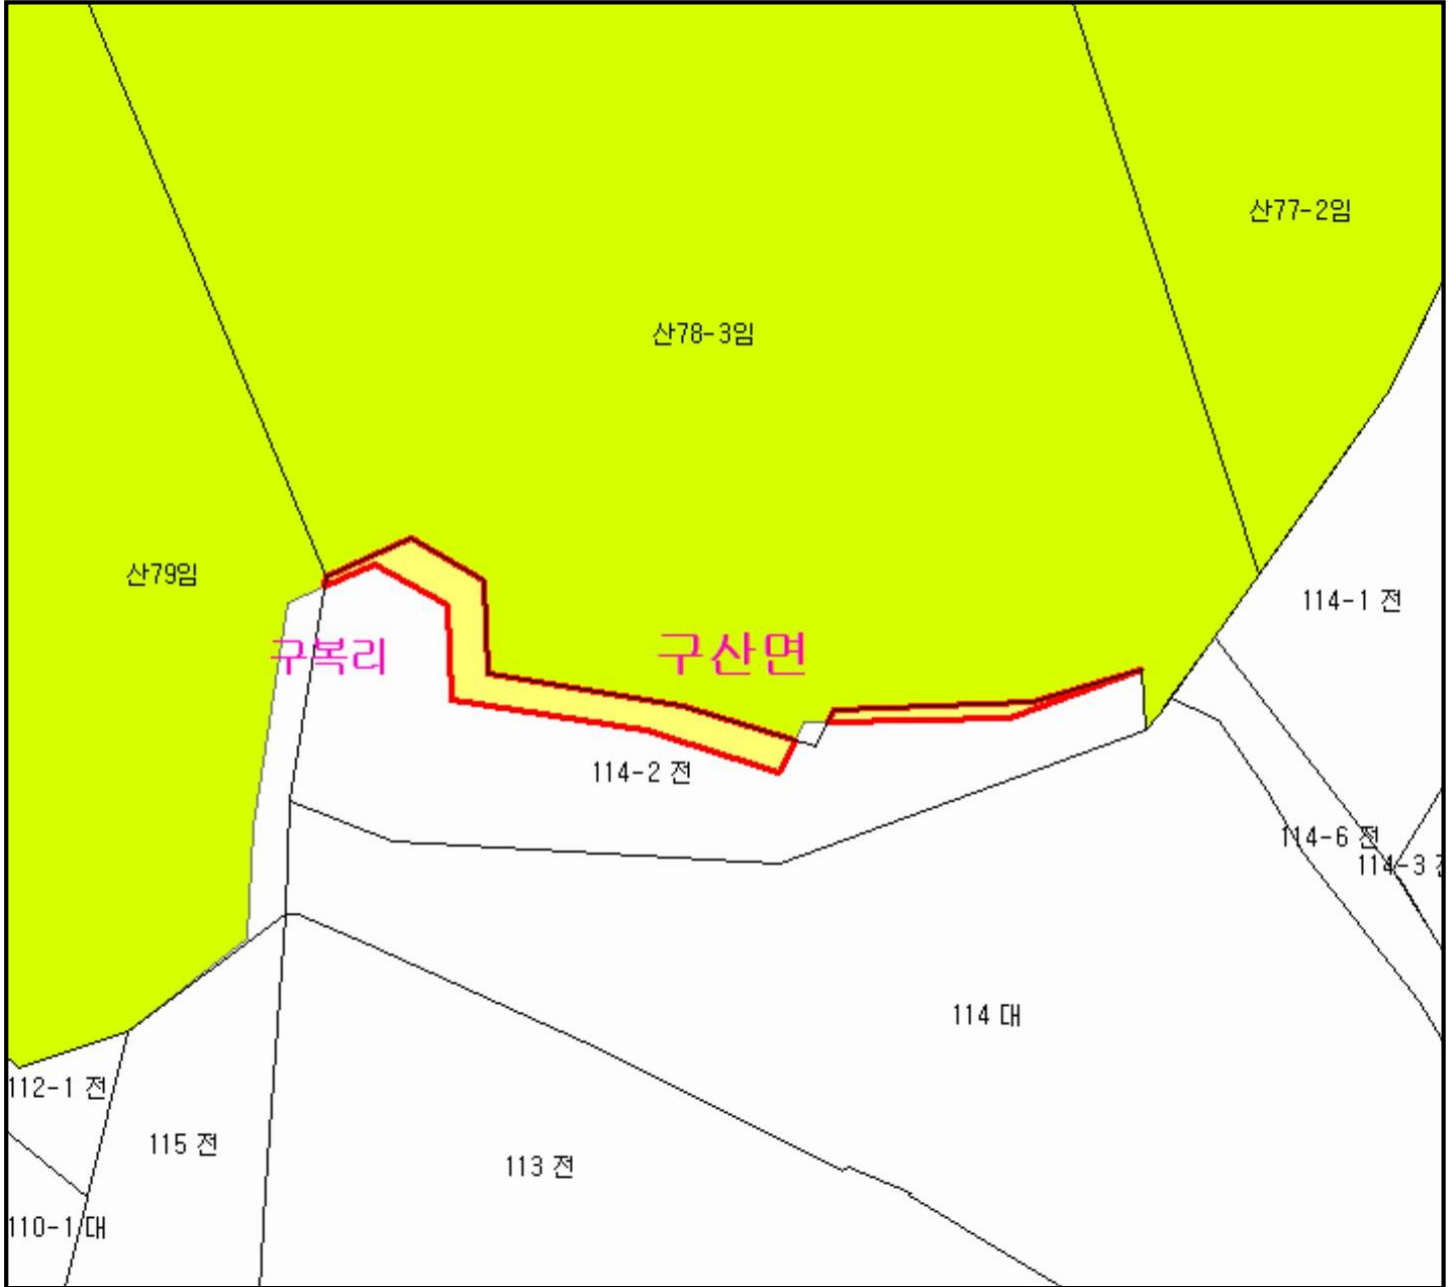 산77-2임
산78-3임
산79임
114-1 전
구복리
구산면
114-2 전
114-6 전
114-3
114 대
112-1 전
115 전
113 전
110-1 대